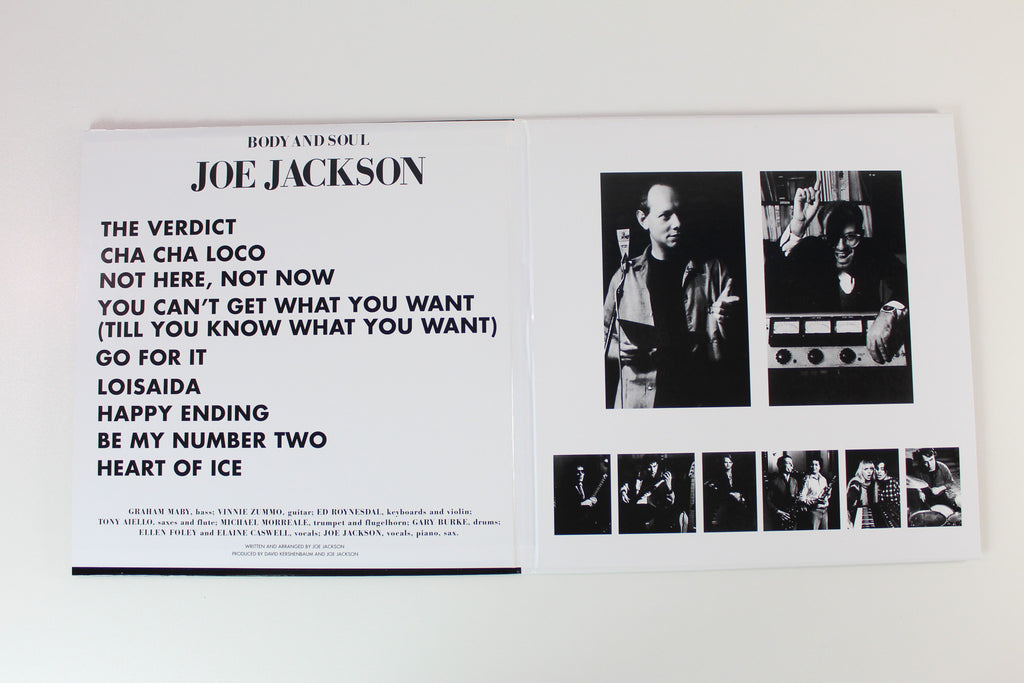 BODY AND SOUL
JOE JACKSON
THE VERDICT
CHA CHA LOCO
NOT HERE, NOT NOW
YOU CAN'T GET WHAT YOU WANT
(TILL YOU KNOW WHAT YOU WANT)
GO FOR IT
LOISAIDA
HAPPY ENDING
BE MY NUMBER TWO
HEART OF ICE
GRAHAM MABY, bass; VINNIE ZUMMO, guitar; ED ROYNESDAL, keyboards and violin;
TONY AIELLO, saxes and flute; MICHAEL MORREALE, trumpet and flugelhorn; GARY BURKE, drums;
ELLEN FOLEY and ELAINE CASWELL, vocals; JOE JACKSON, vocals, piano, sax.
WRITTEN AND ARRANGED BY JOE JACKSON
PRODUCED BY DAVID KERSHENBAUM AND JOE JACKSON